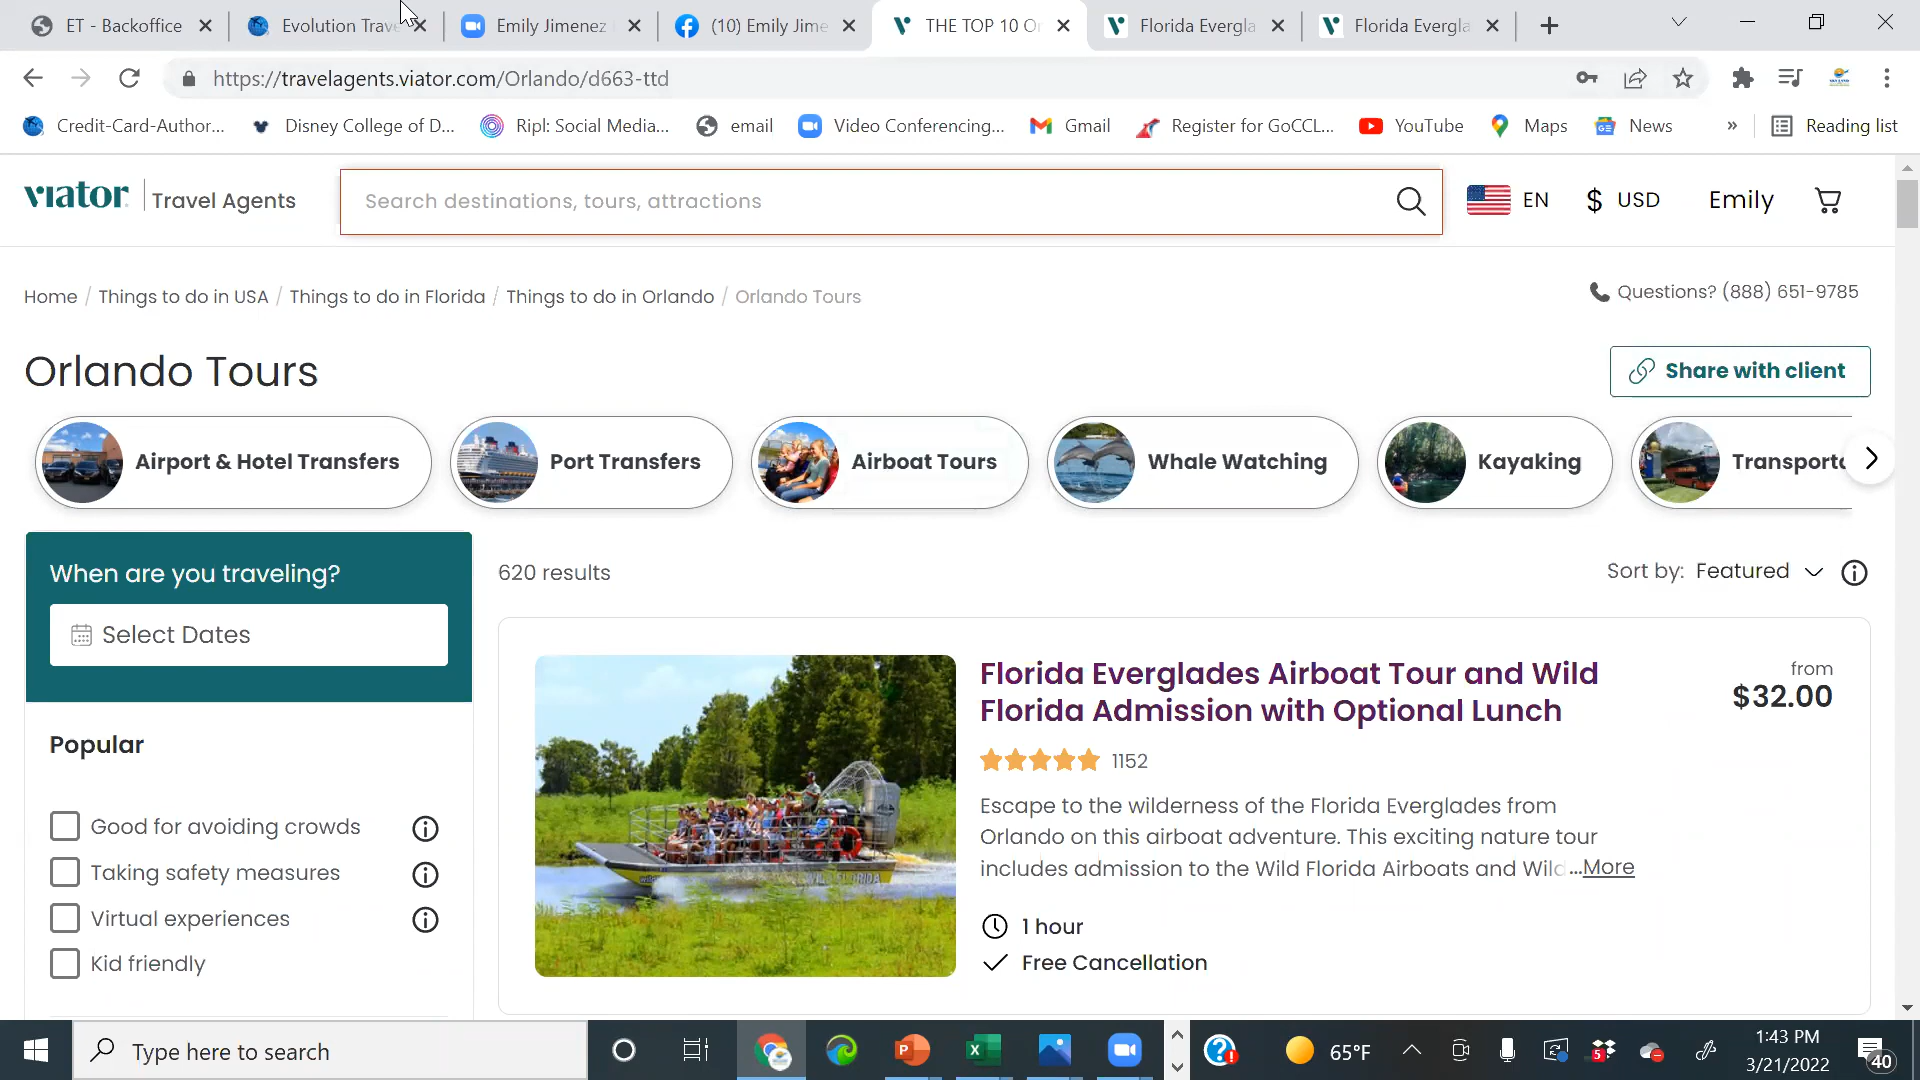 ET - Backoffice
Evolution Trave
Emily Jimenez
(10) Emily Jime
THE TOP 10 Or
Florida Evergla
Florida Evergla
https://travelagents.viator.com/Orlando/d663-ttd
Credit-Card-Author...
Disney College of D...
Ripl: Social Media...
email
Video Conferencing...
Gmail
Register for GoCCL...
YouTube
Maps
News
»
Reading list
viator
Travel Agents
Search destinations, tours, attractions
EN
$ USD
Emily
Home / Things to do in USA / Things to do in Florida / Things to do in Orlando / Orlando Tours
Questions? (888) 651-9785
Orlando Tours
Share with client
Airport & Hotel Transfers
Port Transfers
Airboat Tours
Whale Watching
Kayaking
Transporta
When are you traveling?
Select Dates
620 results
Sort by: Featured
Popular
Good for avoiding crowds
Taking safety measures
Virtual experiences
Kid friendly
Florida Everglades Airboat Tour and Wild
Florida Admission with Optional Lunch
from
$32.00
1152
Escape to the wilderness of the Florida Everglades from
Orlando on this airboat adventure. This exciting nature tour
includes admission to the Wild Florida Airboats and Wild ...More
1 hour
Free Cancellation
Type here to search
65°F
5
1:43 PM
3/21/2022
40